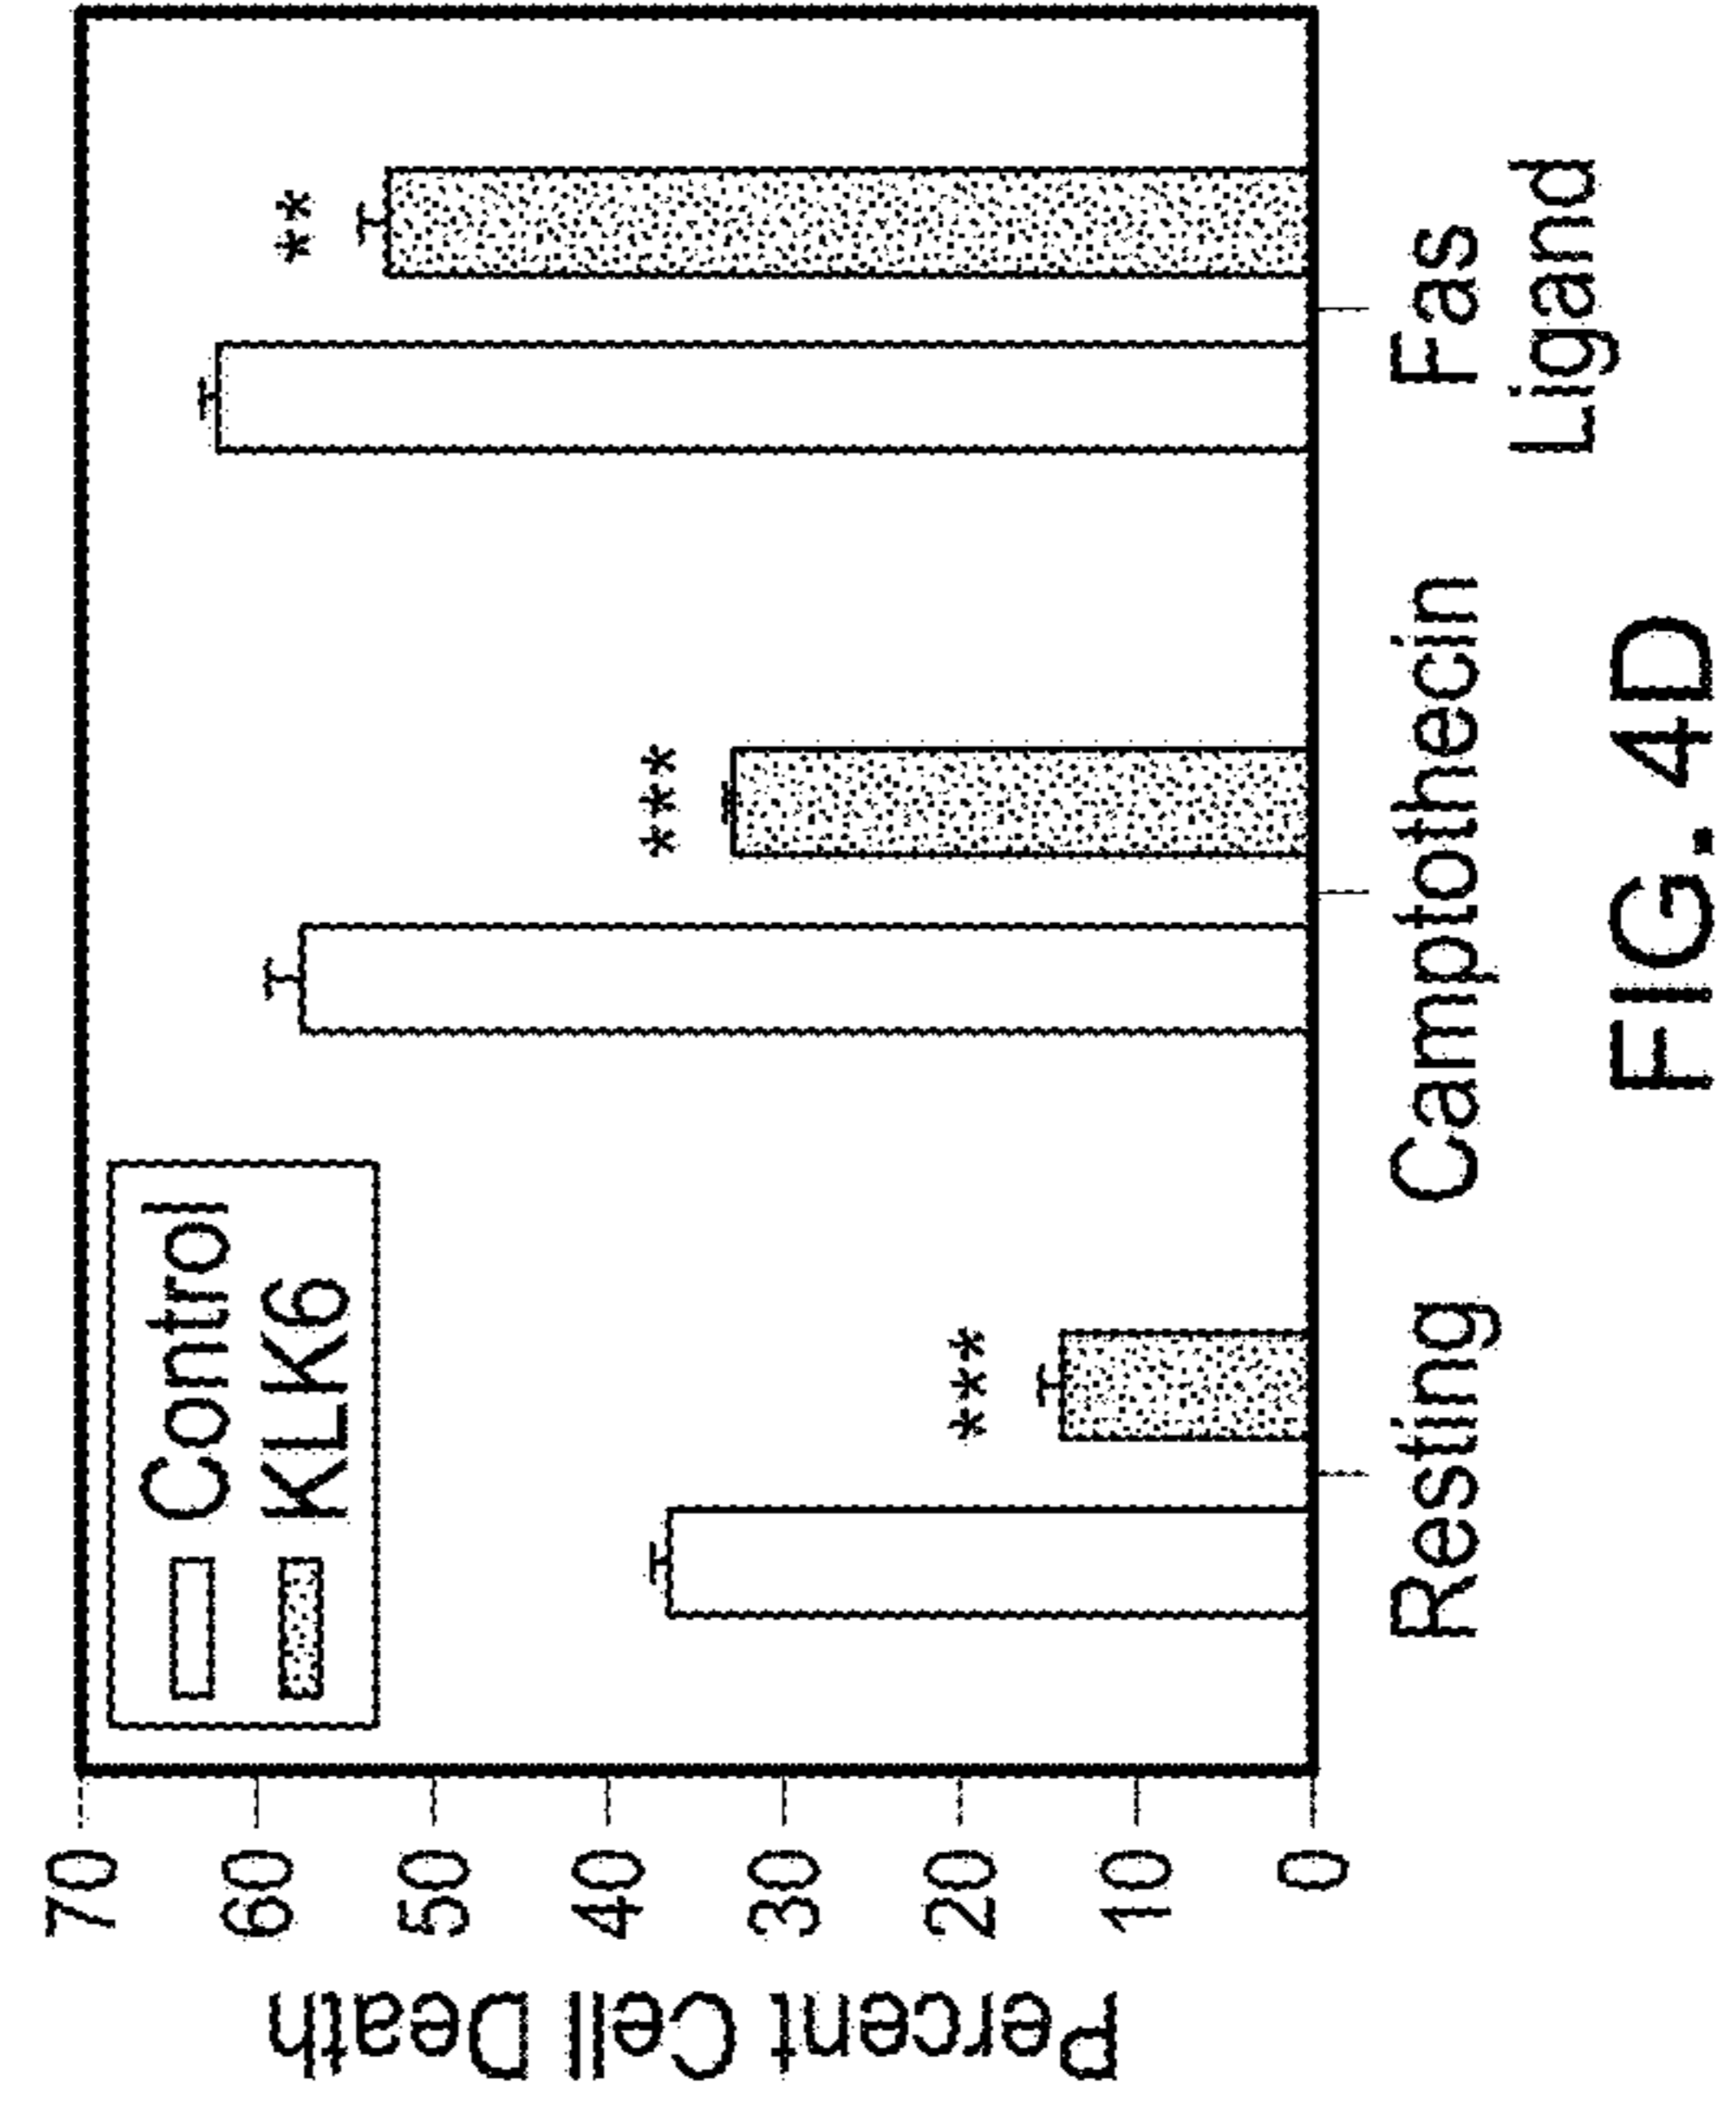 Percent Cell Death
70
60
50
40
30
20
10
0
Control
KLK6
***
***
**
Resting
Camptothecin
Fas
Ligand
FIG. 4D